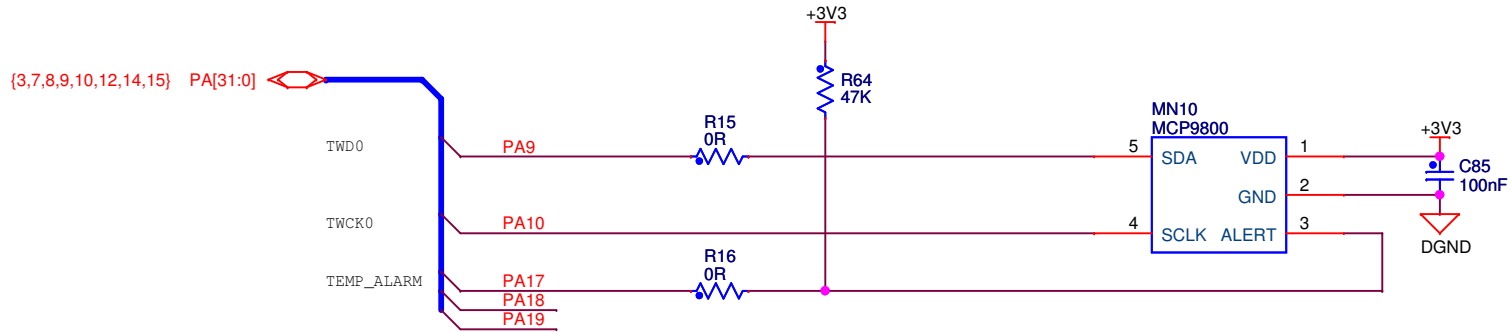 +3V3
{3,7,8,9,10,12,14,15} PA[31:0]
R64
47K
MN10
MCP9800
R15
0R
+3V3
TWD0
PA9
5
SDA
VDD
1
C85
100nF
GND
2
TWCK0
PA10
4
SCLK
ALERT
3
DGND
R16
0R
TEMP_ALARM
PA17
PA18
PA19